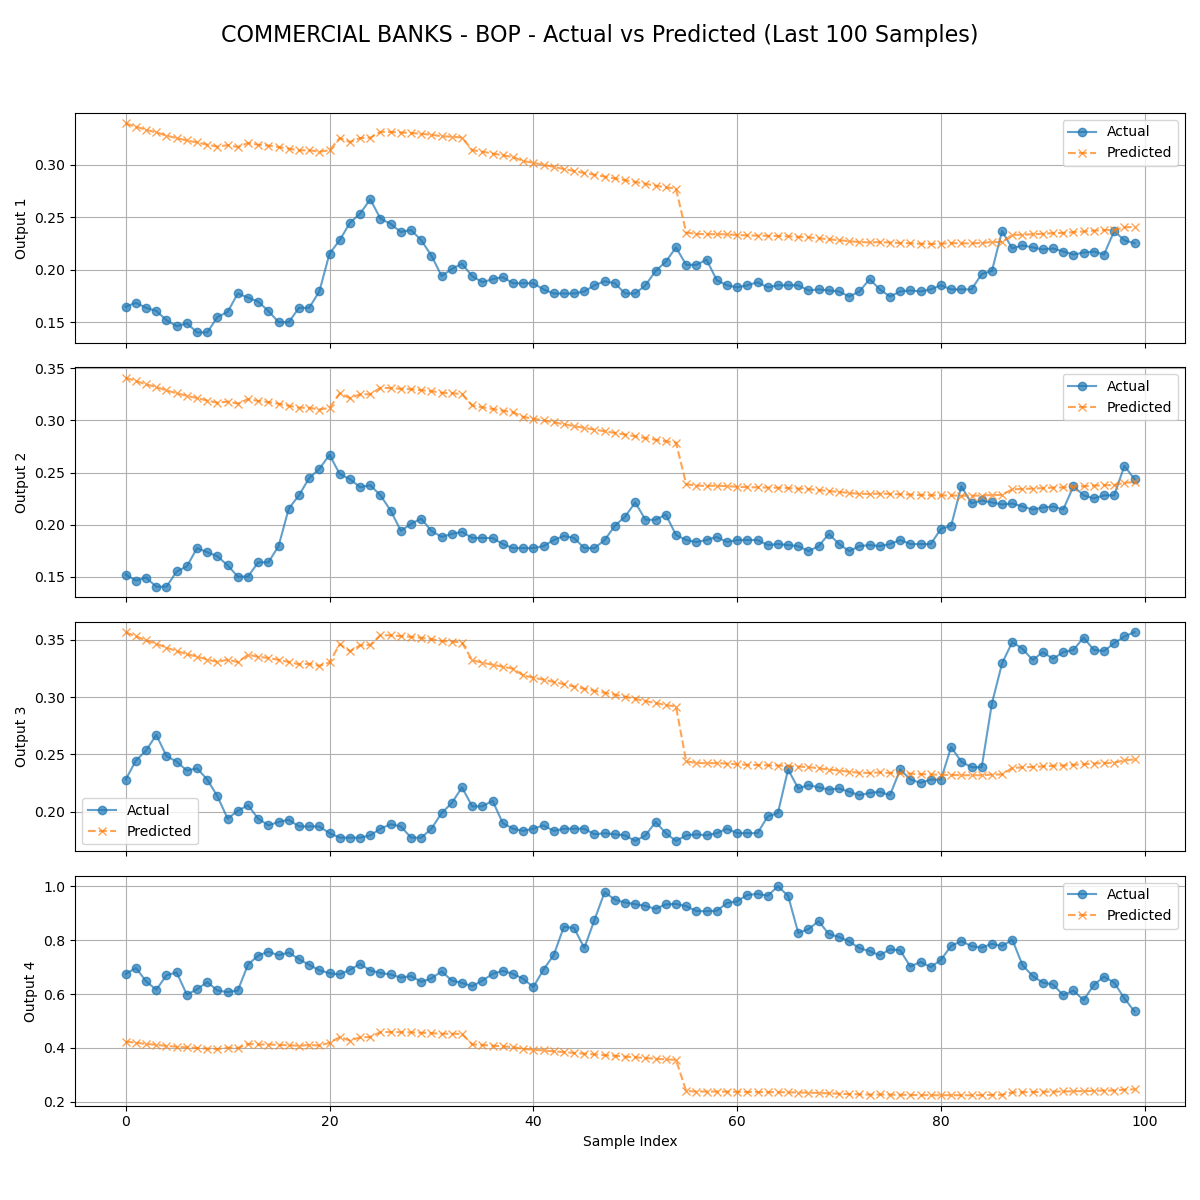 COMMERCIAL BANKS - BOP - Actual vs Predicted (Last 100 Samples)
Output 1
0.30
0.25
0.20
0.15
Actual
Predicted
Output 2
0.35
0.30
0.25
0.20
0.15
Actual
Predicted
Output 3
0.35
0.30
0.25
0.20
Actual
Predicted
Output 4
1.0
0.8
0.6
0.4
0.2
Actual
Predicted
0 20 40 60 80 100
Sample Index